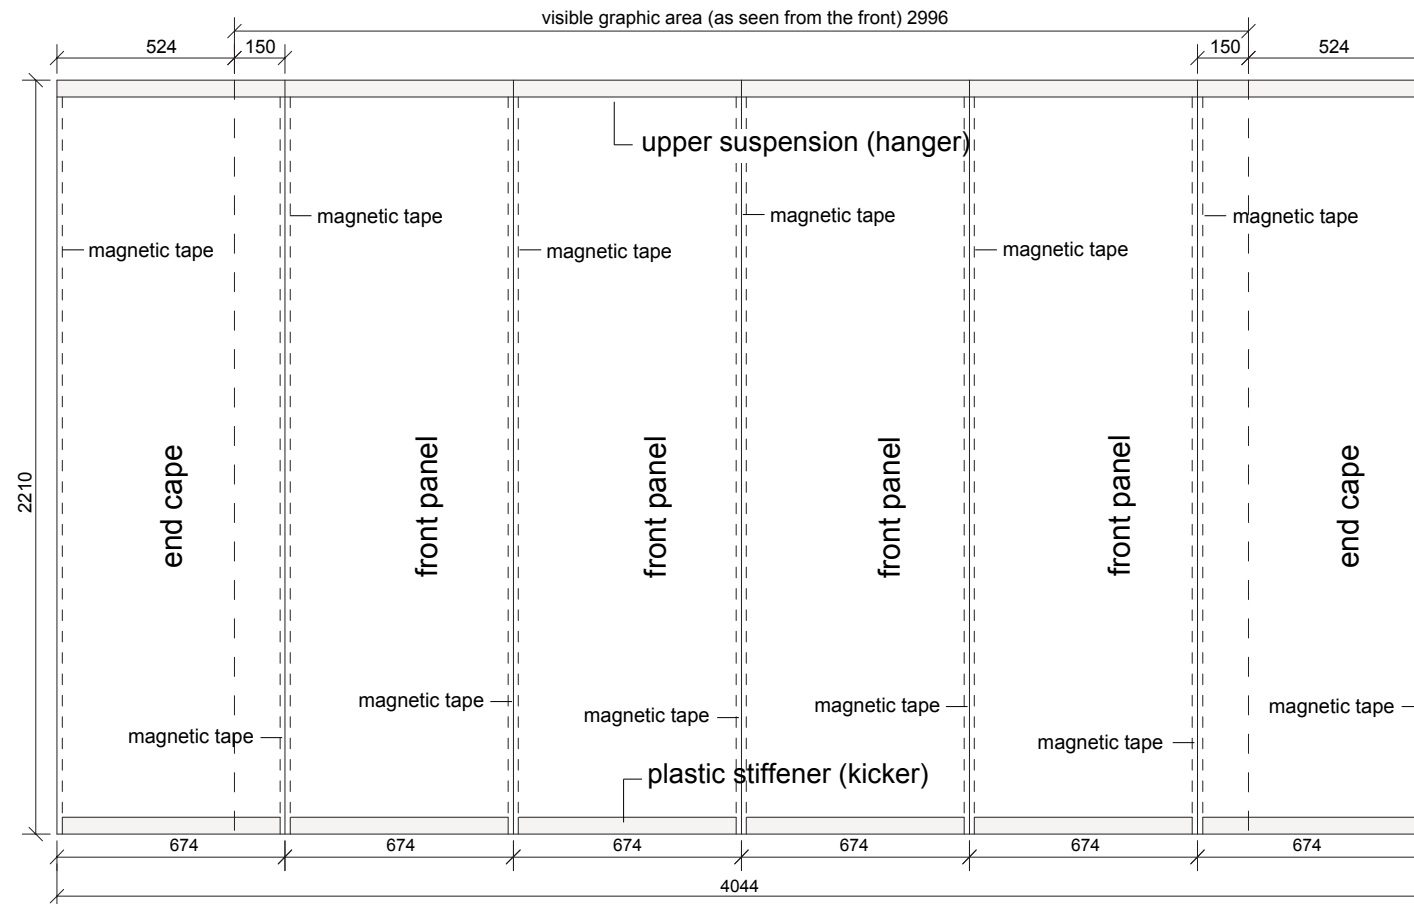 visible graphic area (as seen from the front) 2996
524
150
150
524
upper suspension (hanger)
magnetic tape
magnetic tape
magnetic tape
magnetic tape
magnetic tape
magnetic tape
2210
end cape
front panel
front panel
front panel
front panel
end cape
magnetic tape
magnetic tape
magnetic tape
magnetic tape
magnetic tape
magnetic tape
plastic stiffener (kicker)
674
674
674
674
674
674
4044